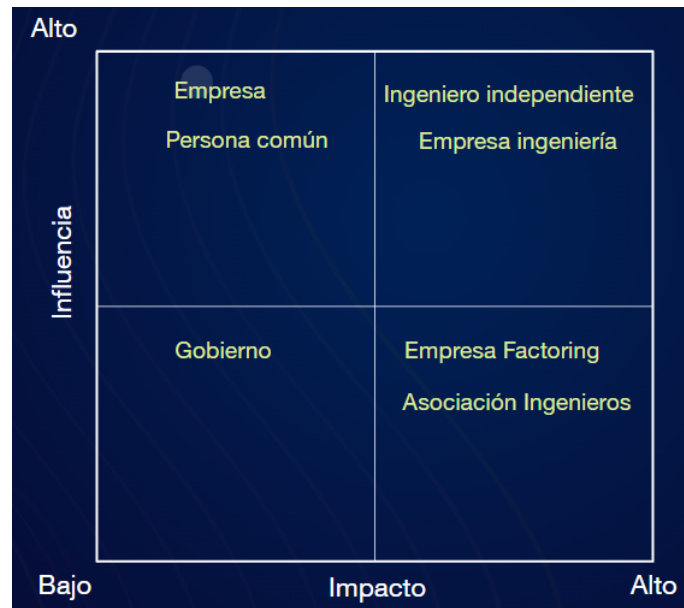 Alto
Empresa
Ingeniero independiente
Persona común
Empresa ingeniería
Influencia
Gobierno
Empresa Factoring
Asociación Ingenieros
Bajo
Impacto
Alto